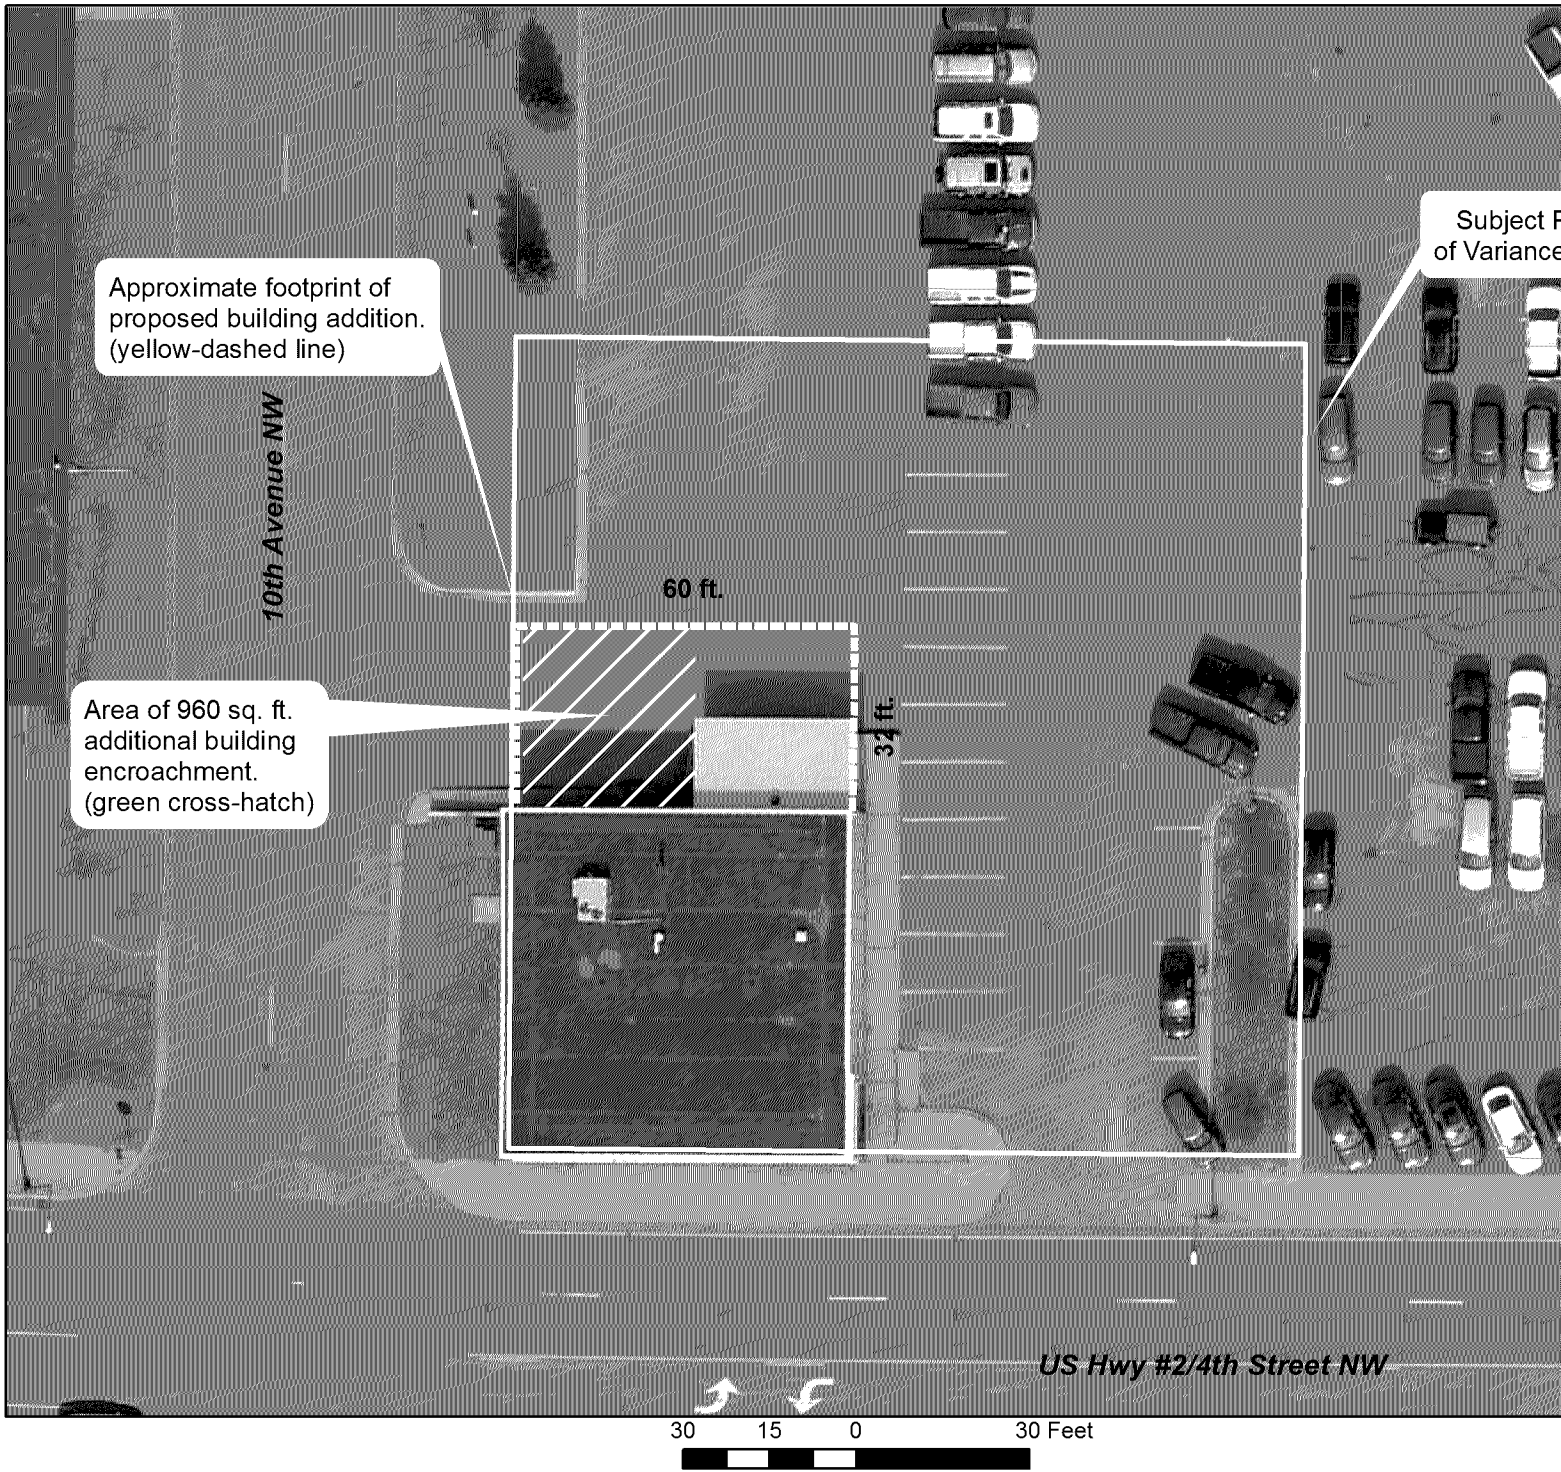 Subject
of Variance
Approximate footprint of
proposed building addition.
(yellow-dashed line)
10th Avenue NW
60 ft.
32 ft.
Area of 960 sq. ft.
additional building
encroachment.
(green cross-hatch)
US Hwy #2/4th Street NW
30 15 0 30 Feet